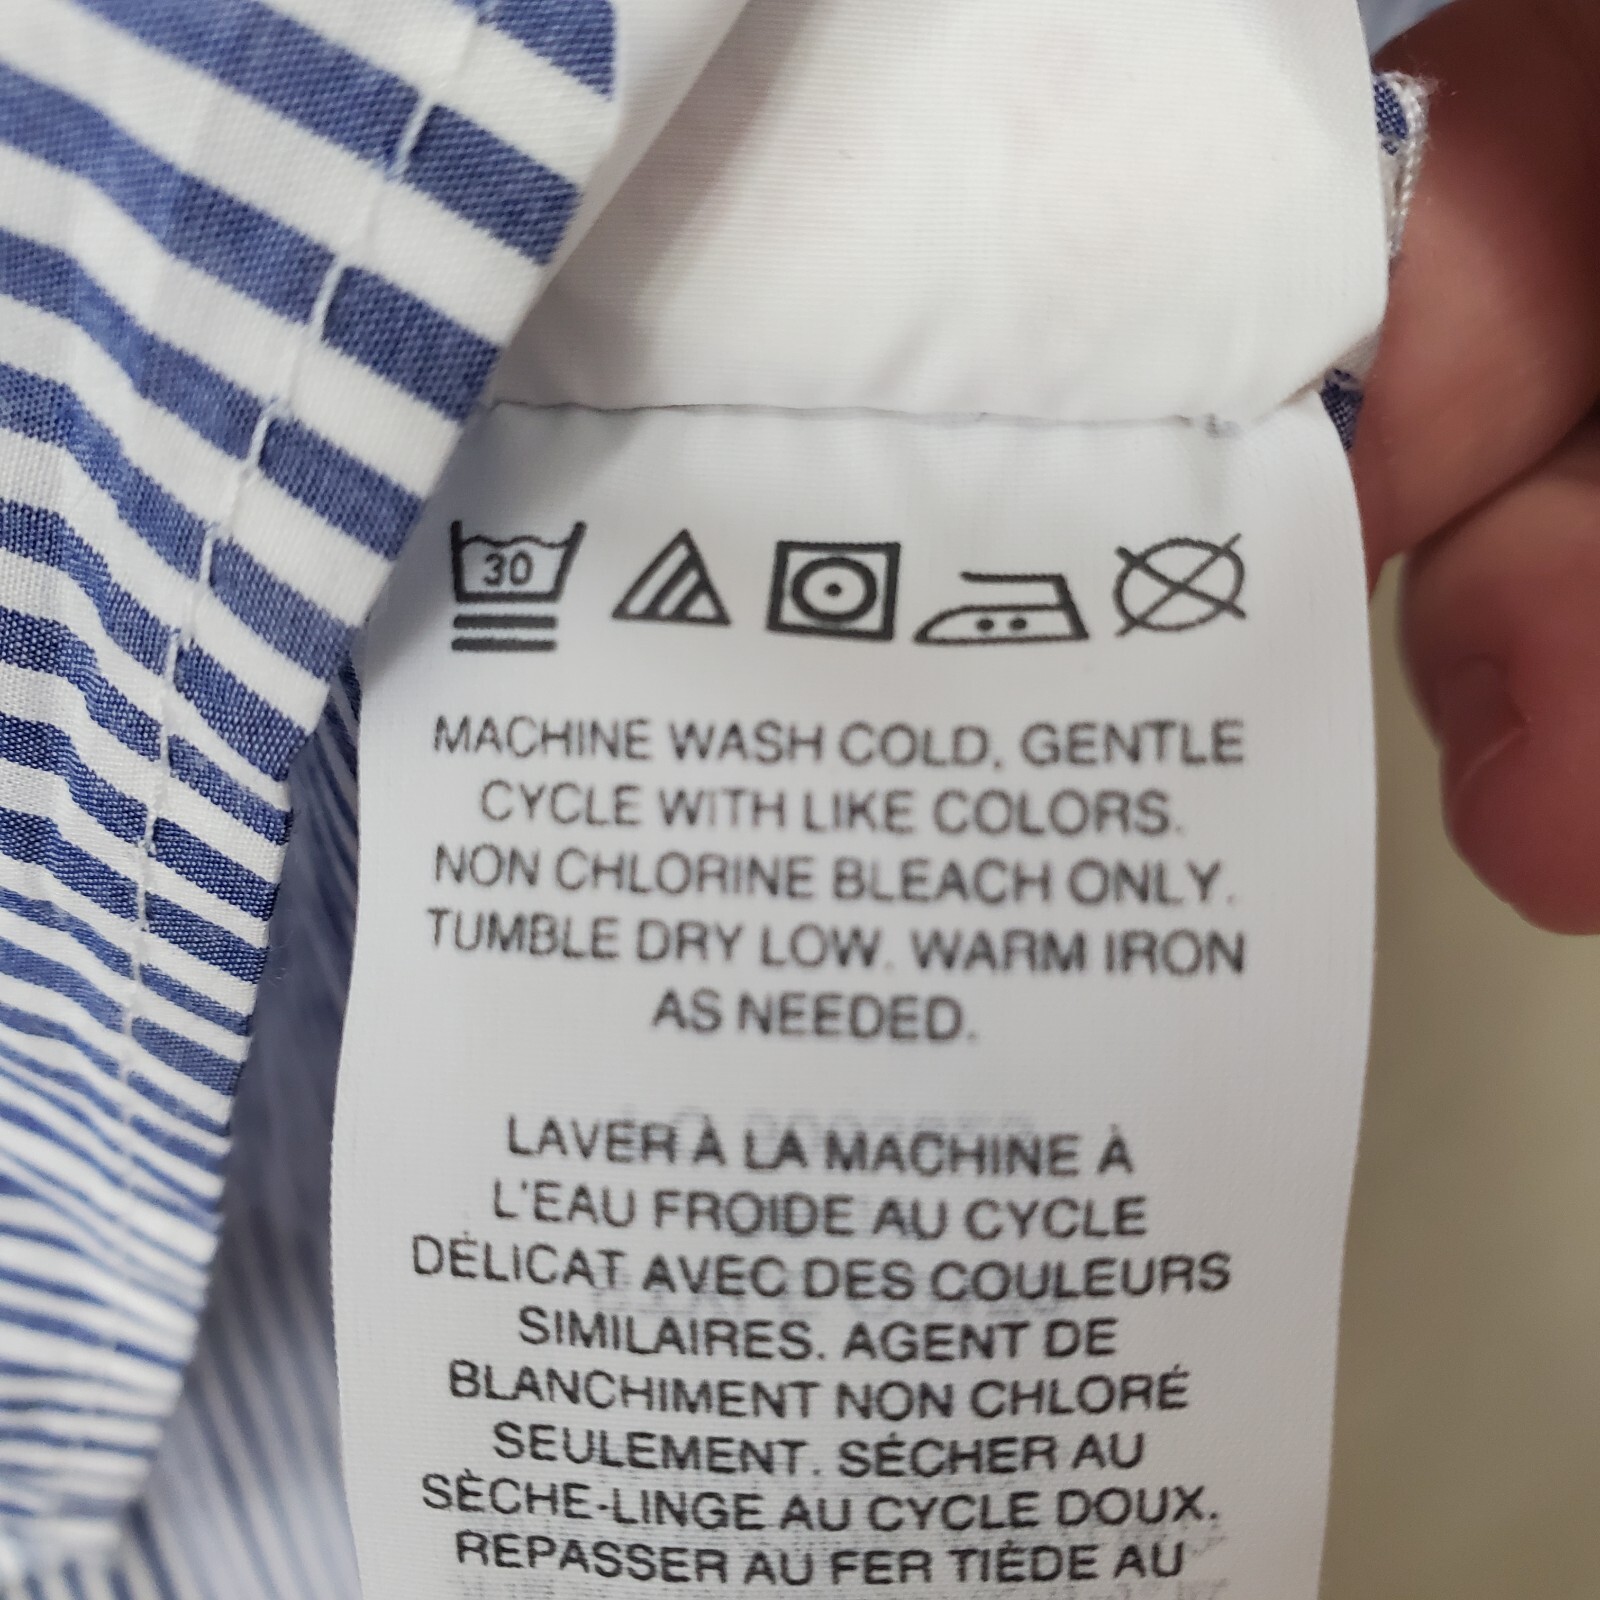 30
MACHINE WASH COLD, GENTLE
CYCLE WITH LIKE COLORS.
NON CHLORINE BLEACH ONLY.
TUMBLE DRY LOW. WARM IRON
AS NEEDED.
LAVER À LA MACHINE À
L'EAU FROIDE AU CYCLE
DÉLICAT AVEC DES COULEURS
SIMILAIRES. AGENT DE
BLANCHIMENT NON CHLORÉ
SEULEMENT. SÉCHER AU
SÈCHE-LINGE AU CYCLE DOUX.
REPASSER AU FER TIÈDE AU